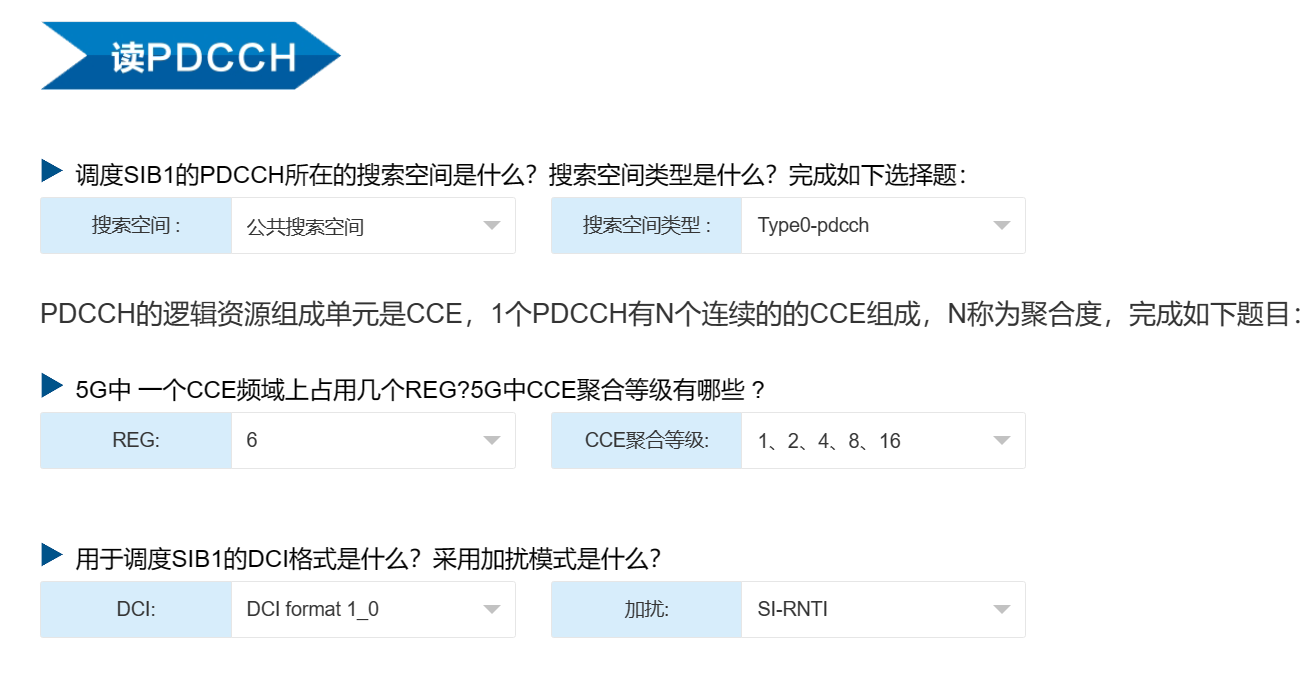 读PDCCH
调度SIB1的PDCCH所在的搜索空间是什么？搜索空间类型是什么？完成如下选择题：
搜索空间 : 公共搜索空间 搜索空间类型 : Type0-pdcch
PDCCH的逻辑资源组成单元是CCE，1个PDCCH有N个连续的的CCE组成，N称为聚合度，完成如下题目：
5G中 一个CCE频域上占用几个REG?5G中CCE聚合等级有哪些 ?
REG: 6 CCE聚合等级: 1、2、4、8、16
用于调度SIB1的DCI格式是什么？采用加扰模式是什么？
DCI: DCI format 1_0 加扰: SI-RNTI